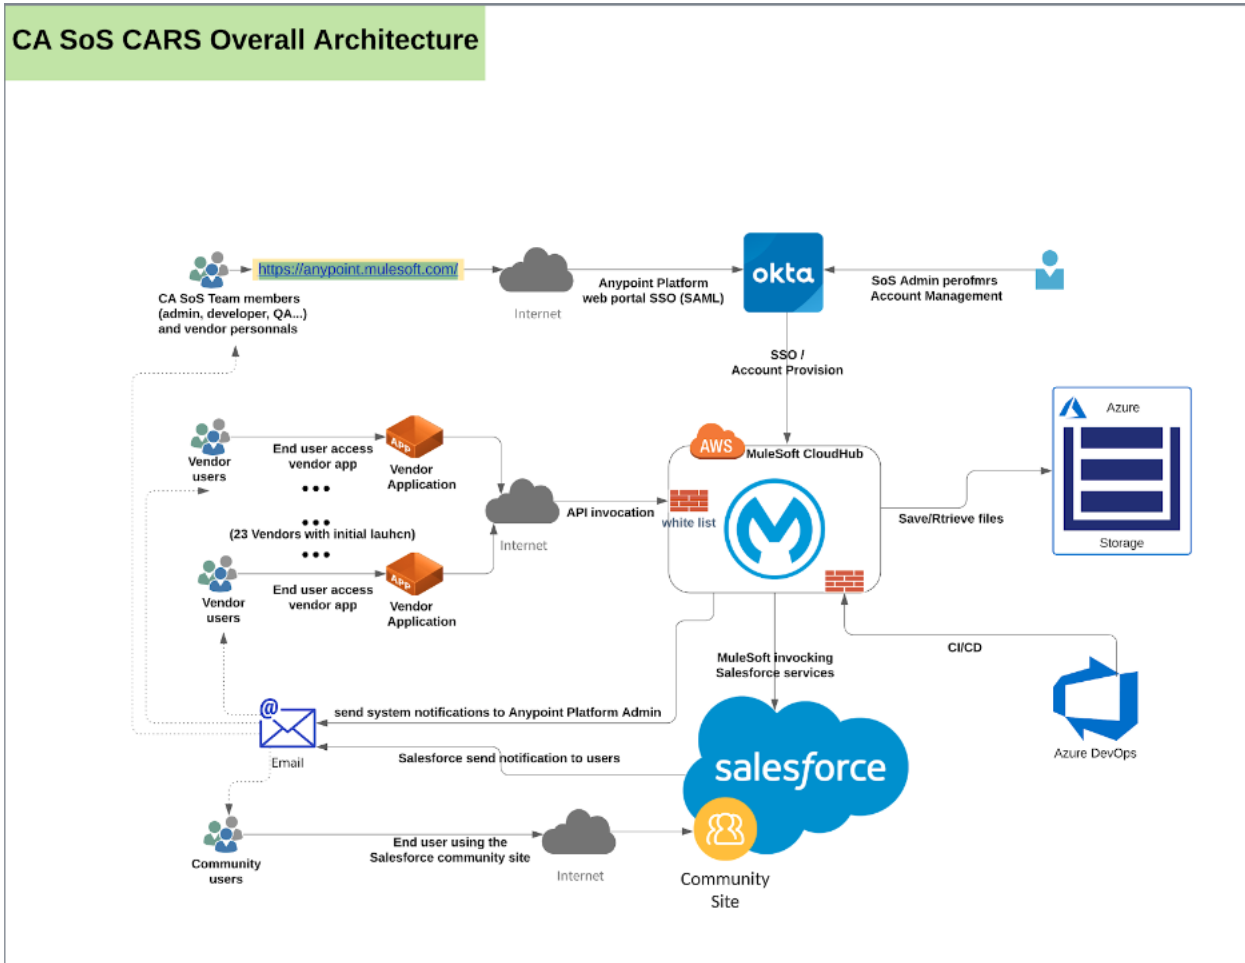 CA SoS CARS Overall Architecture
https://anypoint.mulesoft.com/
CA SoS Team members
(admin, developer, QA...)
and vendor personnals
Internet
Anypoint Platform
web portal SSO (SAML)
okta
SoS Admin perofmrs
Account Management
SSO /
Account Provision
Vendor
users
End user access
vendor app
APP
Vendor
Application
(23 Vendors with initial lauhcn)
Vendor
users
End user access
vendor app
APP
Vendor
Application
Internet
API invocation
white list
AWS
MuleSoft CloudHub
Save/Rtrieve files
Azure
Storage
MuleSoft invocking
Salesforce services
CI/CD
Azure DevOps
send system notifications to Anypoint Platform Admin
@
Email
Salesforce send notification to users
salesforce
Community
users
End user using the
Salesforce community site
Internet
Community
Site